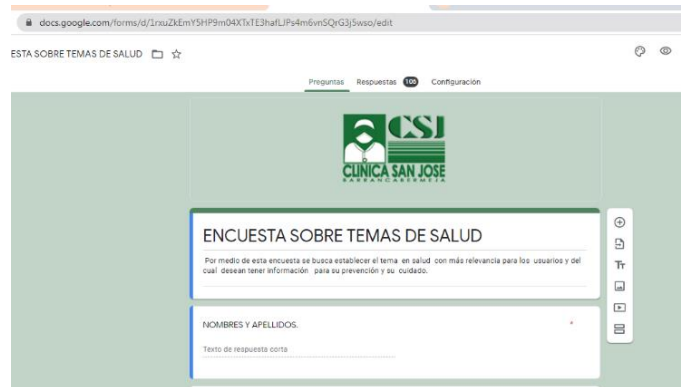 docs.google.com/forms/d/1rxuZkEmY5HP9m04XTxTE3hafLJPs4m6vnSQrG3j5wso/edit
ESTA SOBRE TEMAS DE SALUD
Preguntas Respuestas 105 Configuración
CSJ
CLINICA SAN JOSE
BARRANCABERMEJA
ENCUESTA SOBRE TEMAS DE SALUD
Por medio de esta encuesta se busca establecer el tema en salud con más relevancia para los usuarios y del
cual desean tener información para su prevención y su cuidado.
NOMBRES Y APELLIDOS. *
Texto de respuesta corta
Tт